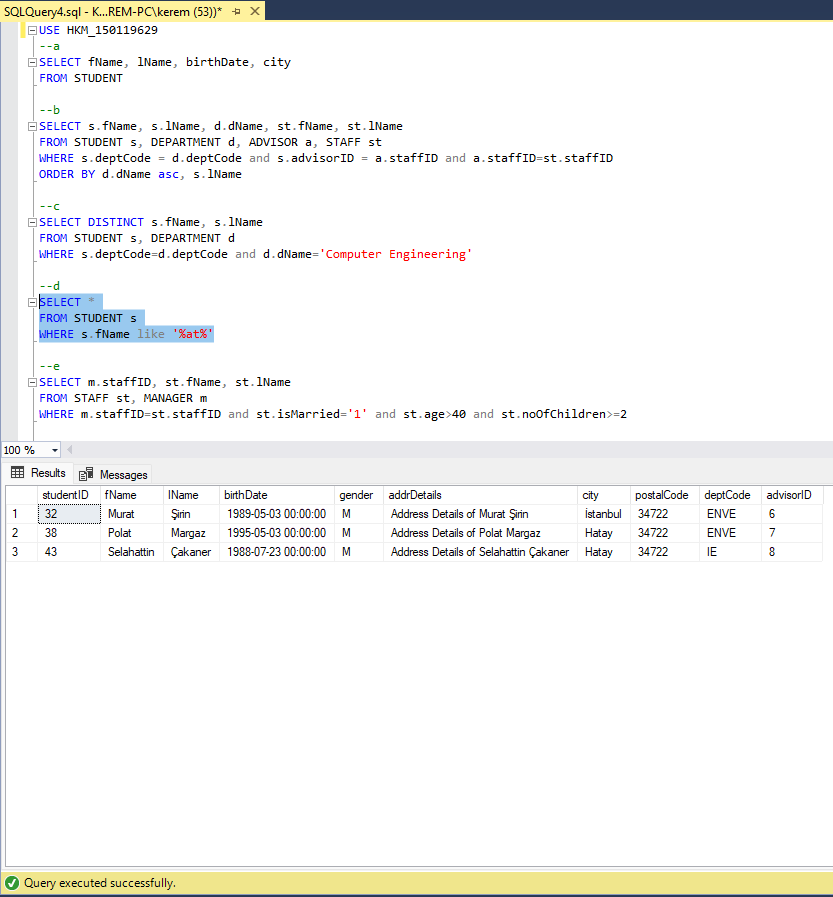 SQLQuery4.sql - K...REM-PC\kerem (53))*
USE HKM_150119629
--a
SELECT fName, lName, birthDate, city
FROM STUDENT
--b
SELECT s.fName, s.lName, d.dName, st.fName, st.lName
FROM STUDENT s, DEPARTMENT d, ADVISOR a, STAFF st
WHERE s.deptCode = d.deptCode and s.advisorID = a.staffID and a.staffID=st.staffID
ORDER BY d.dName asc, s.lName
--c
SELECT DISTINCT s.fName, s.lName
FROM STUDENT s, DEPARTMENT d
WHERE s.deptCode=d.deptCode and d.dName='Computer Engineering'
--d
SELECT *
FROM STUDENT s
WHERE s.fName like '%at%'
--e
SELECT m.staffID, st.fName, st.lName
FROM STAFF st, MANAGER m
WHERE m.staffID=st.staffID and st.isMarried='1' and st.age>40 and st.noOfChildren>=2
100 %
Results Messages
studentID fName lName birthDate gender addrDetails city postalCode deptCode advisorID
1 32 Murat Şirin 1989-05-03 00:00:00 M Address Details of Murat Şirin İstanbul 34722 ENVE 6
2 38 Polat Margaz 1995-05-03 00:00:00 M Address Details of Polat Margaz Hatay 34722 ENVE 7
3 43 Selahattin Çakaner 1988-07-23 00:00:00 M Address Details of Selahattin Çakaner Hatay 34722 IE 8
Query executed successfully.